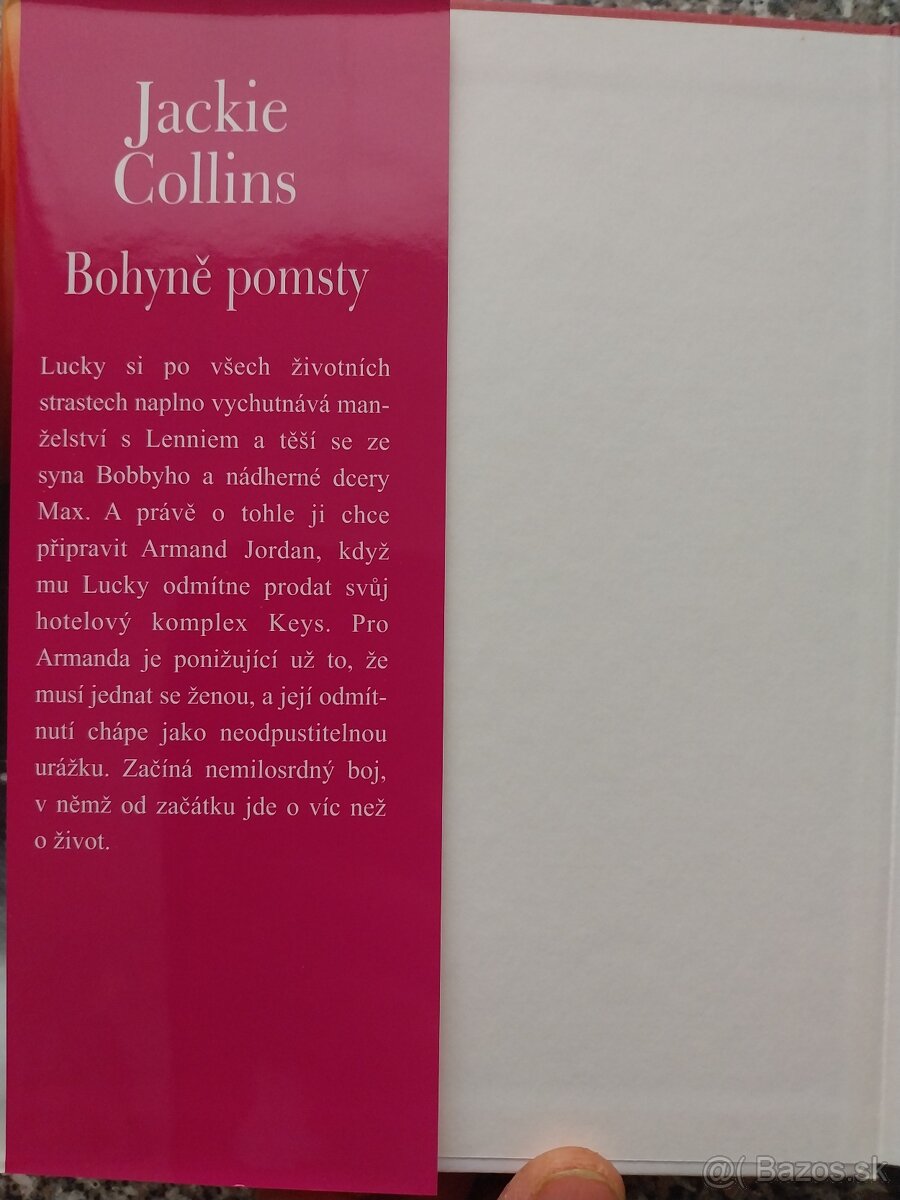 Jackie
Collins
Bohyně pomsty
Lucky si po všech životních
strastech naplno vychutnává man-
želství s Lenniem a těší se ze
syna Bobbyho a nádherné dcery
Max. A právě o tohle ji chce
připravit Armand Jordan, když
mu Lucky odmítne prodat svůj
hotelový komplex Keys. Pro
Armanda je ponižující už to, že
musí jednat se ženou, a její odmít-
nutí chápe jako neodpustitelnou
urážku. Začíná nemilosrdný boj,
v němž od začátku jde o víc než
o život.
@( Bazos.sk